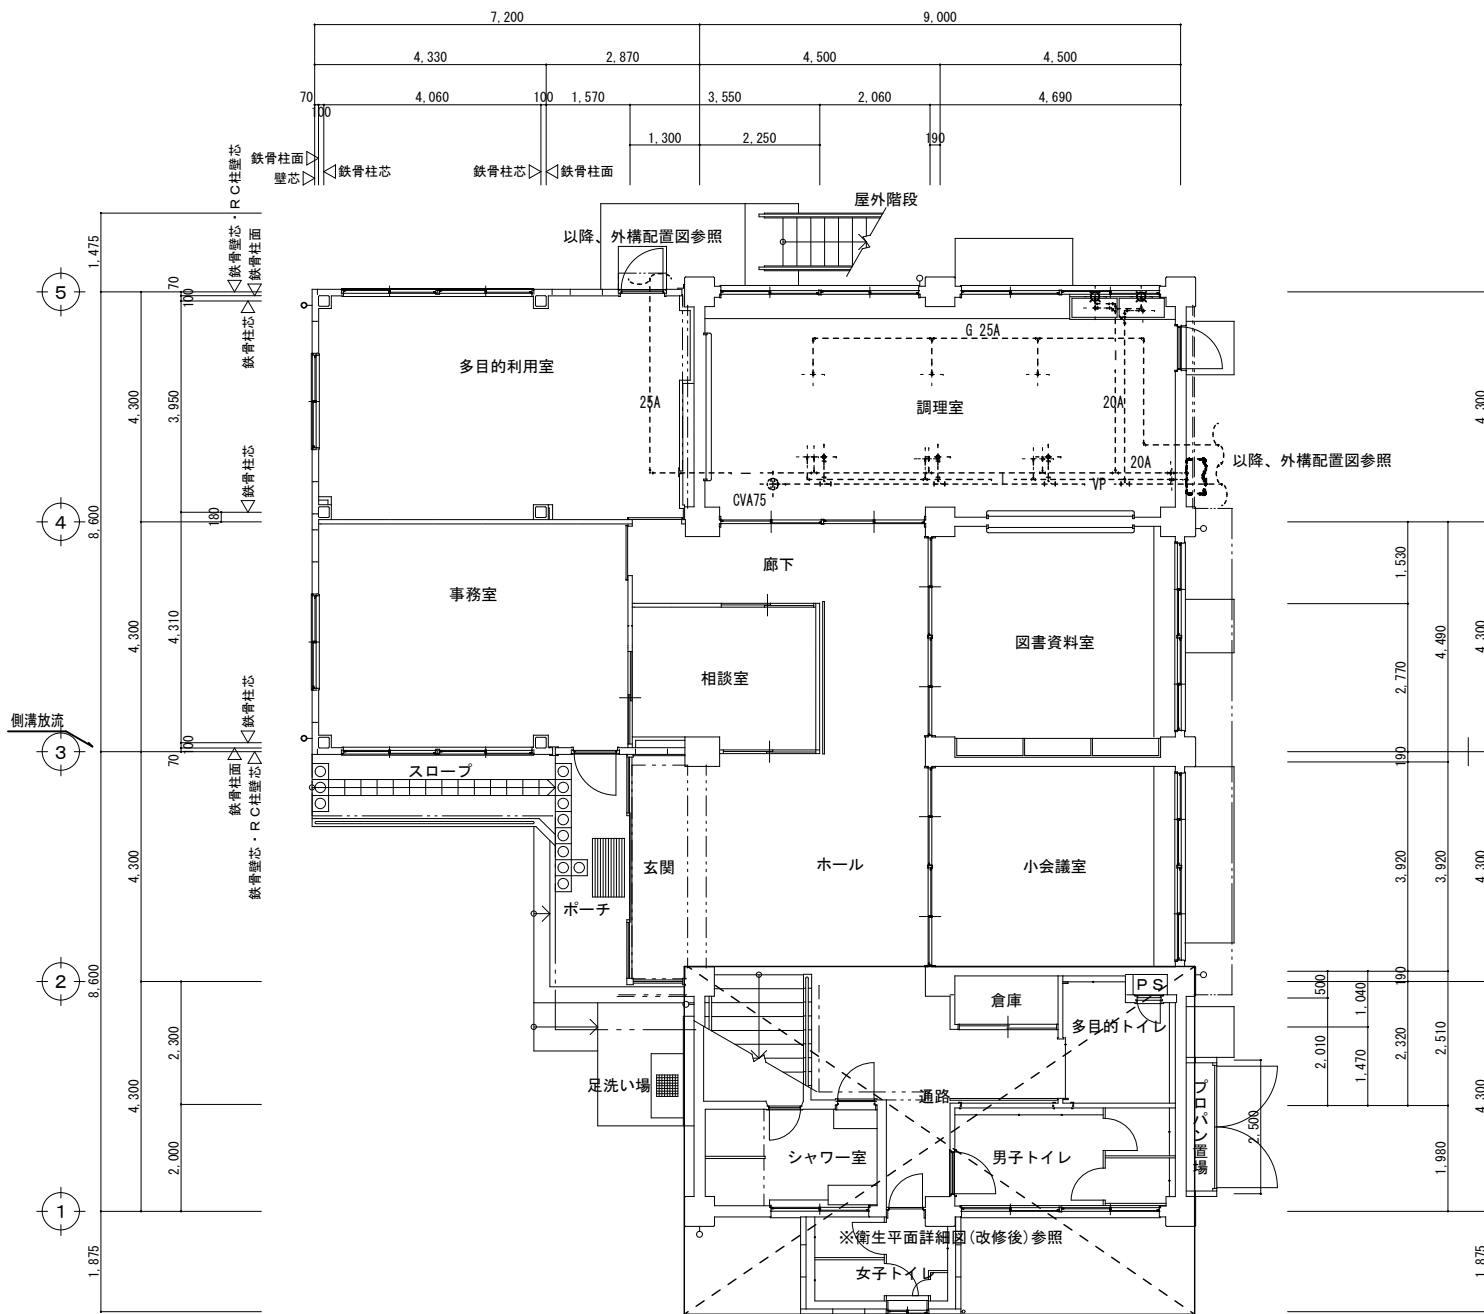 7,200
9,000
4,330
2,870
4,500
4,500
70
100
4,060
100
1,570
3,550
2,060
4,690
1,300
2,250
190
鉄骨柱面
壁芯
鉄骨柱芯
鉄骨柱芯
鉄骨柱面
鉄骨壁芯・RC柱壁芯
鉄骨柱面
屋外階段
以降、外構配置図参照
1,475
70
100
5
鉄骨柱芯
G 25A
多目的利用室
25A
調理室
20A
4,300
3,950
4,300
20A
以降、外構配置図参照
鉄骨柱芯
CVA75
VP
180
4
8,600
廊下
1,530
事務室
図書資料室
4,300
4,310
4,490
4,300
2,770
相談室
鉄骨柱芯
側溝放流
3
100
70
190
スロープ
鉄骨柱面
鉄骨壁芯・RC柱壁芯
4,300
玄関
ホール
小会議室
3,920
3,920
4,300
ポーチ
2
8,600
倉庫
PS
多目的トイレ
500
1,040
190
2,300
2,010
1,470
2,320
2,510
4,300
足洗い場
通路
プロパン置場
2,500
4,300
2,000
シャワー室
男子トイレ
1,980
1
※衛生平面詳細図(改修後)参照
女子トイレ
1,875
1,875